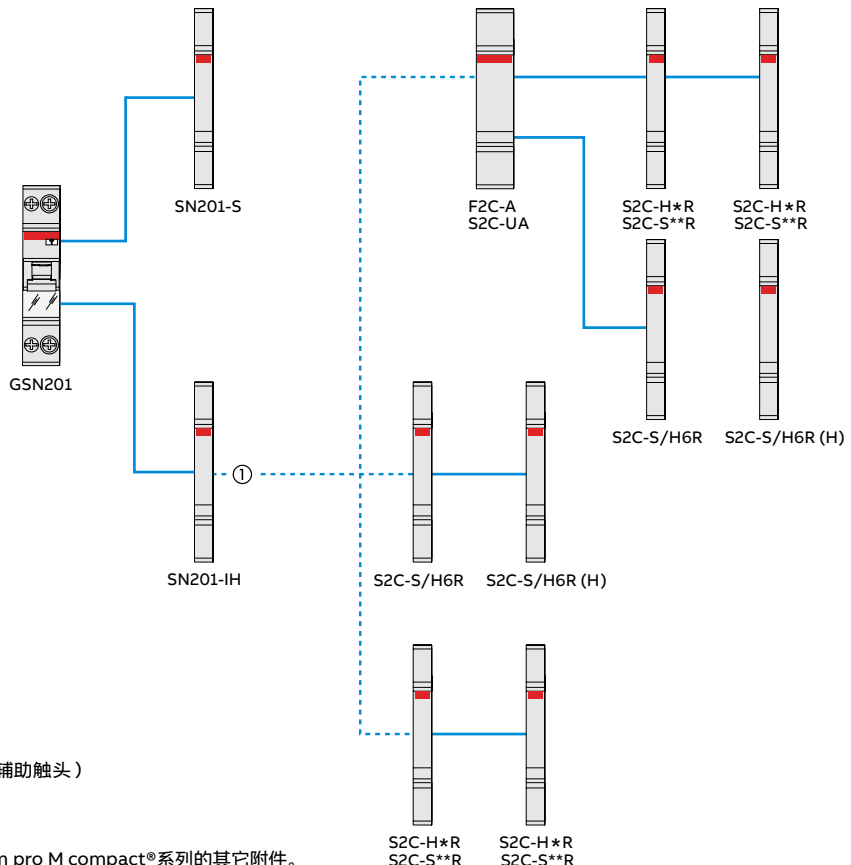 SN201-S
F2C-A
S2C-UA
S2C-H*R
S2C-S**R
S2C-H*R
S2C-S**R
GSN201
S2C-S/H6R
S2C-S/H6R (H)
①
SN201-IH
S2C-S/H6R
S2C-S/H6R (H)
辅助触头）
S2C-H*R
S2C-S**R
S2C-H*R
S2C-S**R
pro M compact®系列的其它附件。